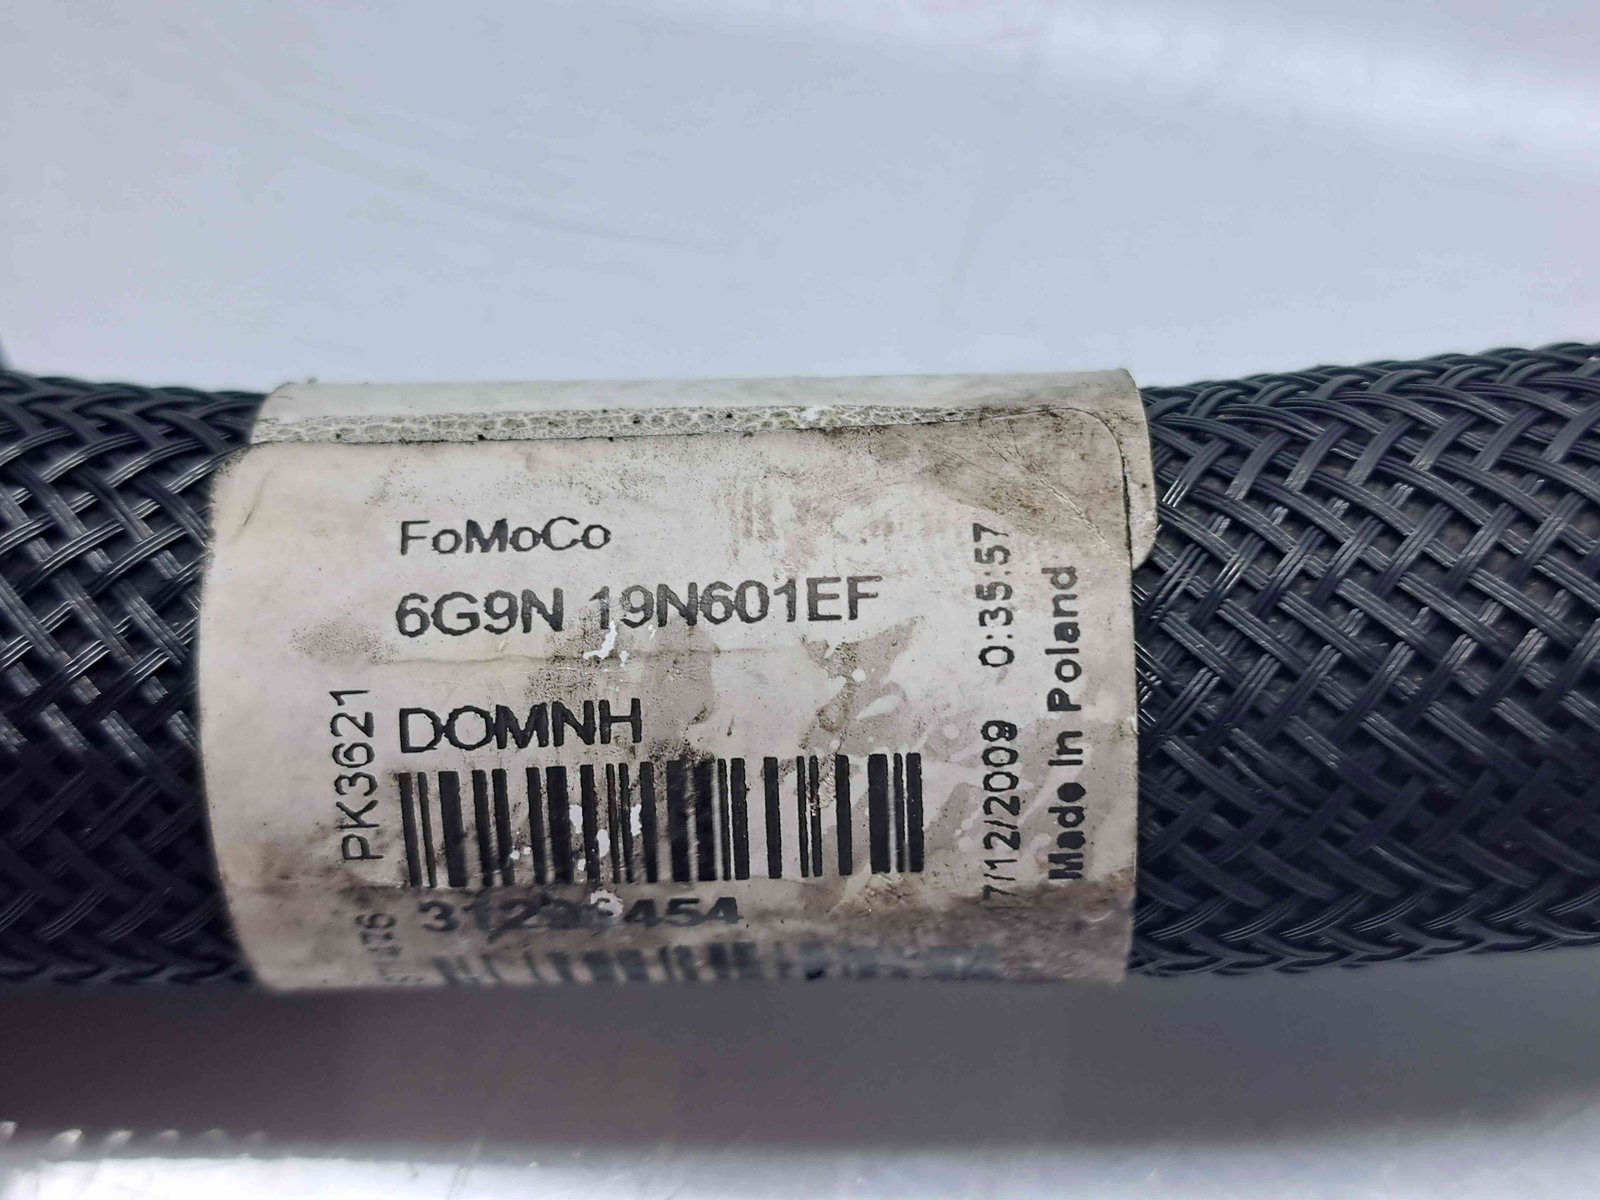 FoMoCo
6G9N 19N601EF
DOMNH
PK3621
0:35:57
7/12/2009
Made In Poland